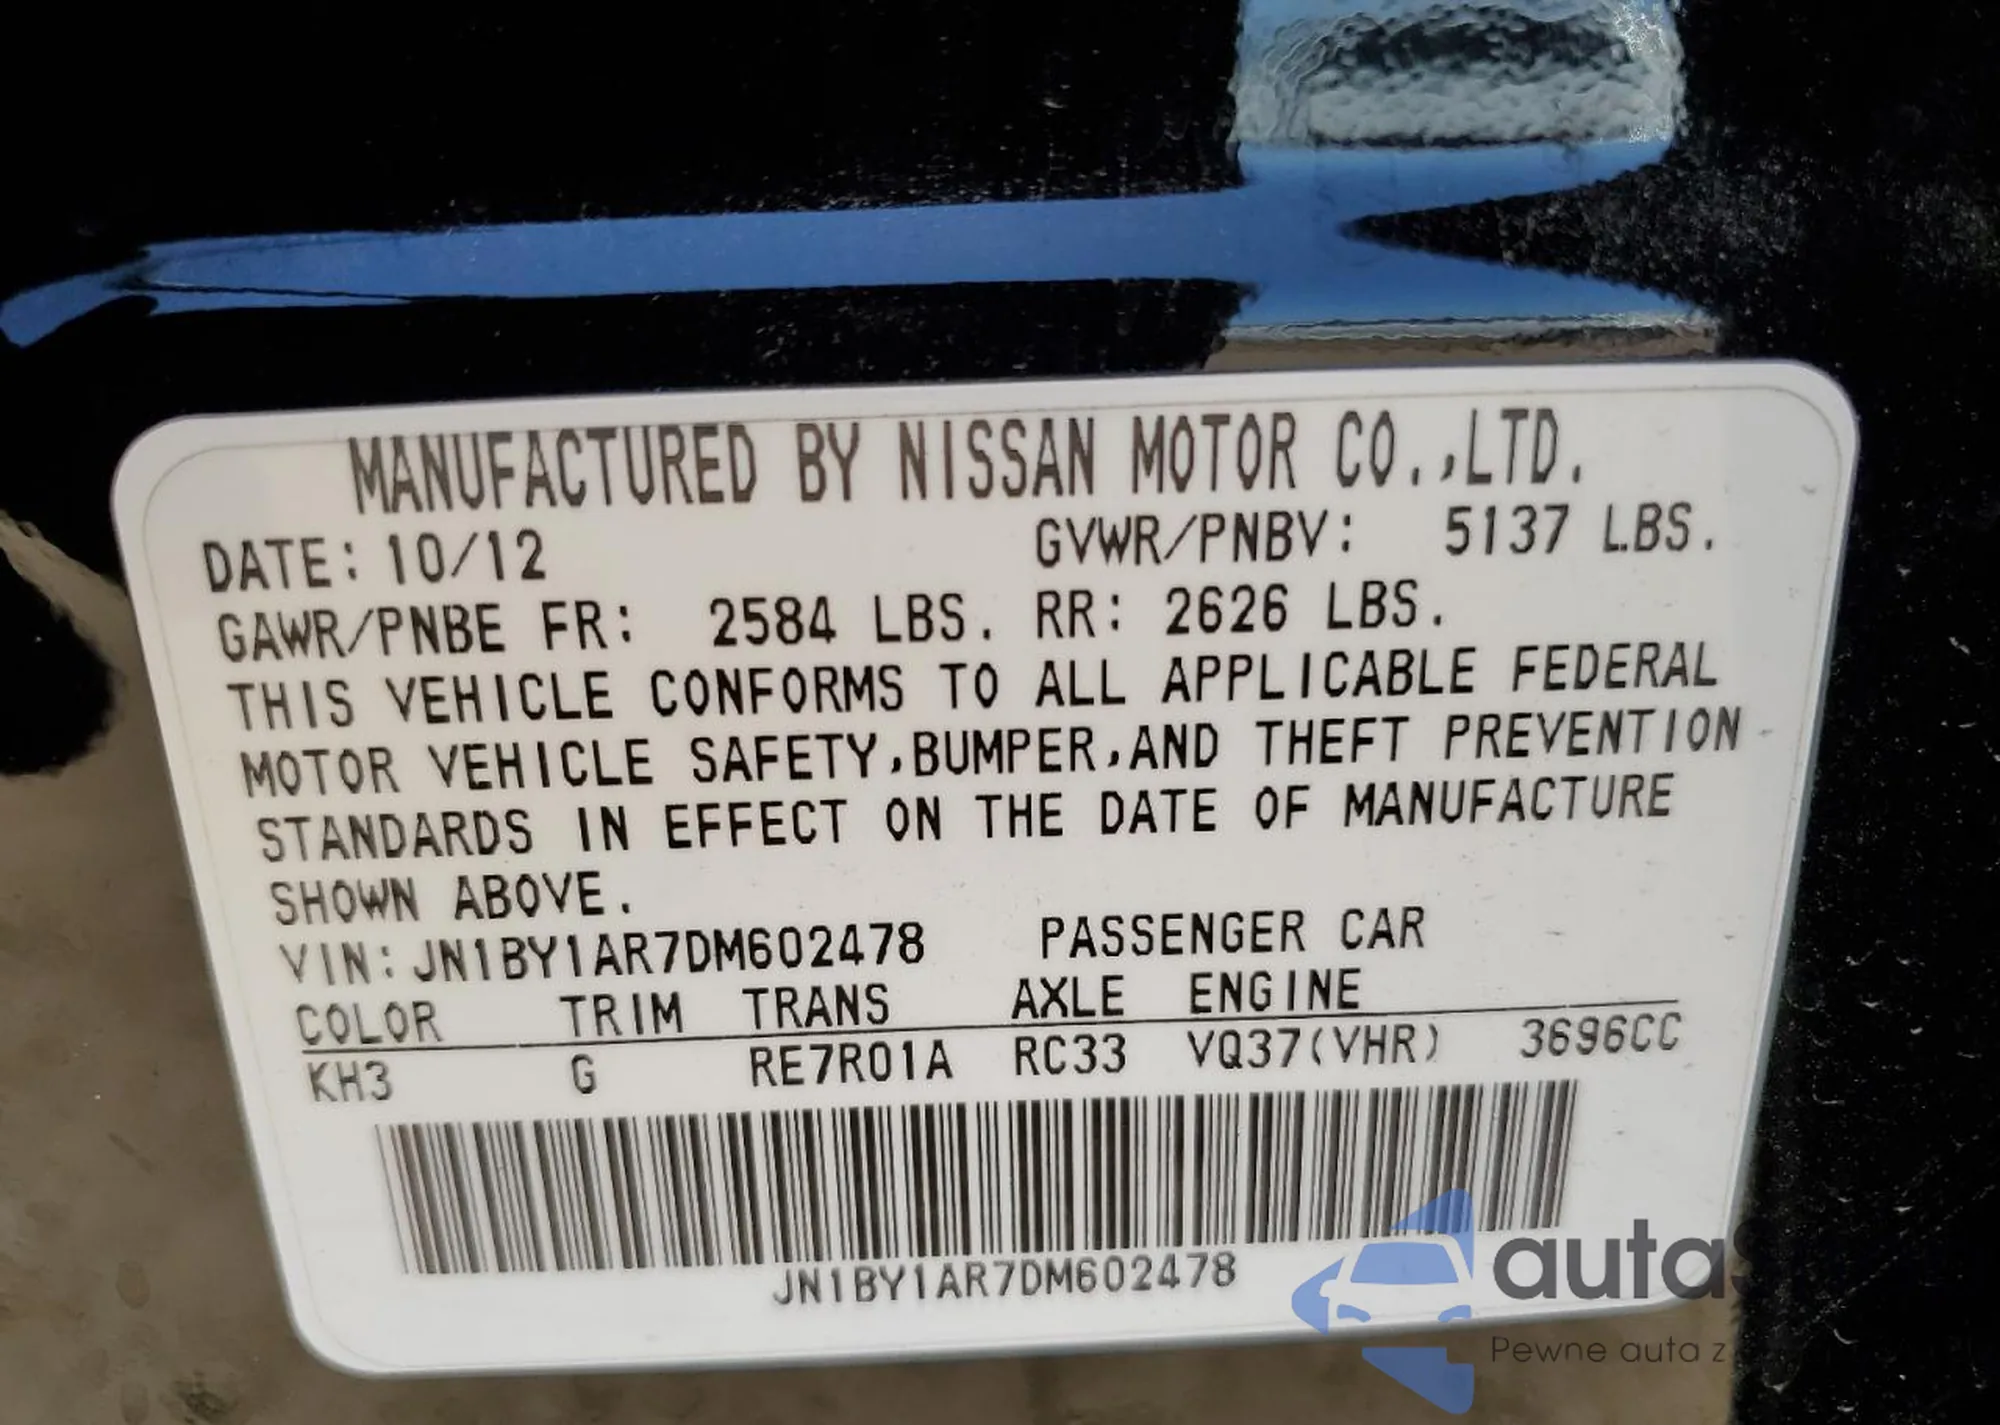 MANUFACTURED BY NISSAN MOTOR CO.,LTD.
DATE: 10/12 GVWR/PNBV: 5137 LBS.
GAWR/PNBE FR: 2584 LBS. RR: 2626 LBS.
THIS VEHICLE CONFORMS TO ALL APPLICABLE FEDERAL
MOTOR VEHICLE SAFETY,BUMPER,AND THEFT PREVENTION
STANDARDS IN EFFECT ON THE DATE OF MANUFACTURE
SHOWN ABOVE.
VIN: JN1BY1AR7DM602478 PASSENGER CAR
COLOR TRIM TRANS AXLE ENGINE
KH3 G RE7R01A RC33 VQ37(VHR) 3696CC
JN1BY1AR7DM602478
Pewne auta z